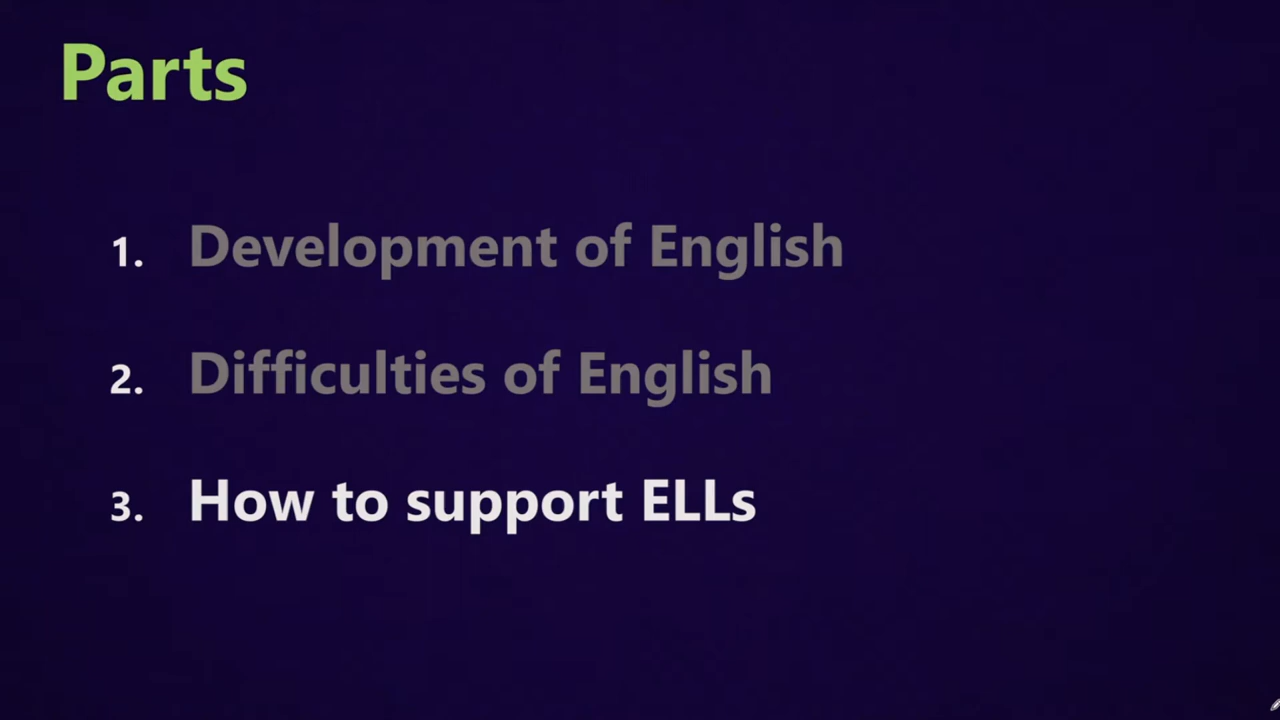 Parts
1. Development of English
2. Difficulties of English
3. How to support ELLs